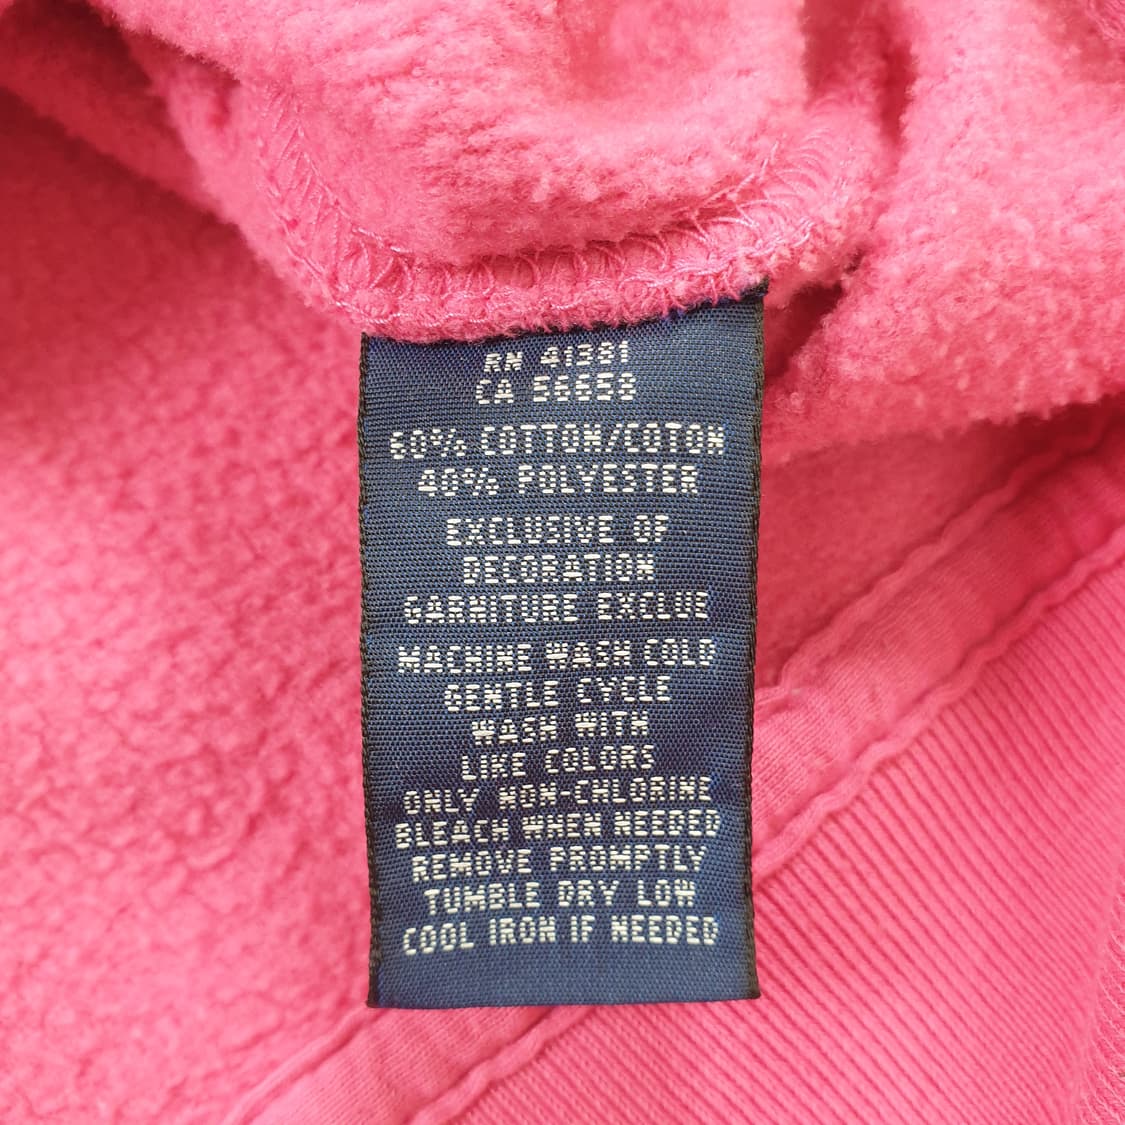 RN 41381
CA 56658
60% COTTON/COTON
40% POLYESTER
EXCLUSIVE OF
DECORATION
GARNITURE EXCLUE
MACHINE WASH COLD
GENTLE CYCLE
WASH WITH
LIKE COLORS
ONLY NON-CHLORINE
BLEACH WHEN NEEDED
REMOVE PROMPTLY
TUMBLE DRY LOW
COOL IRON IF NEEDED